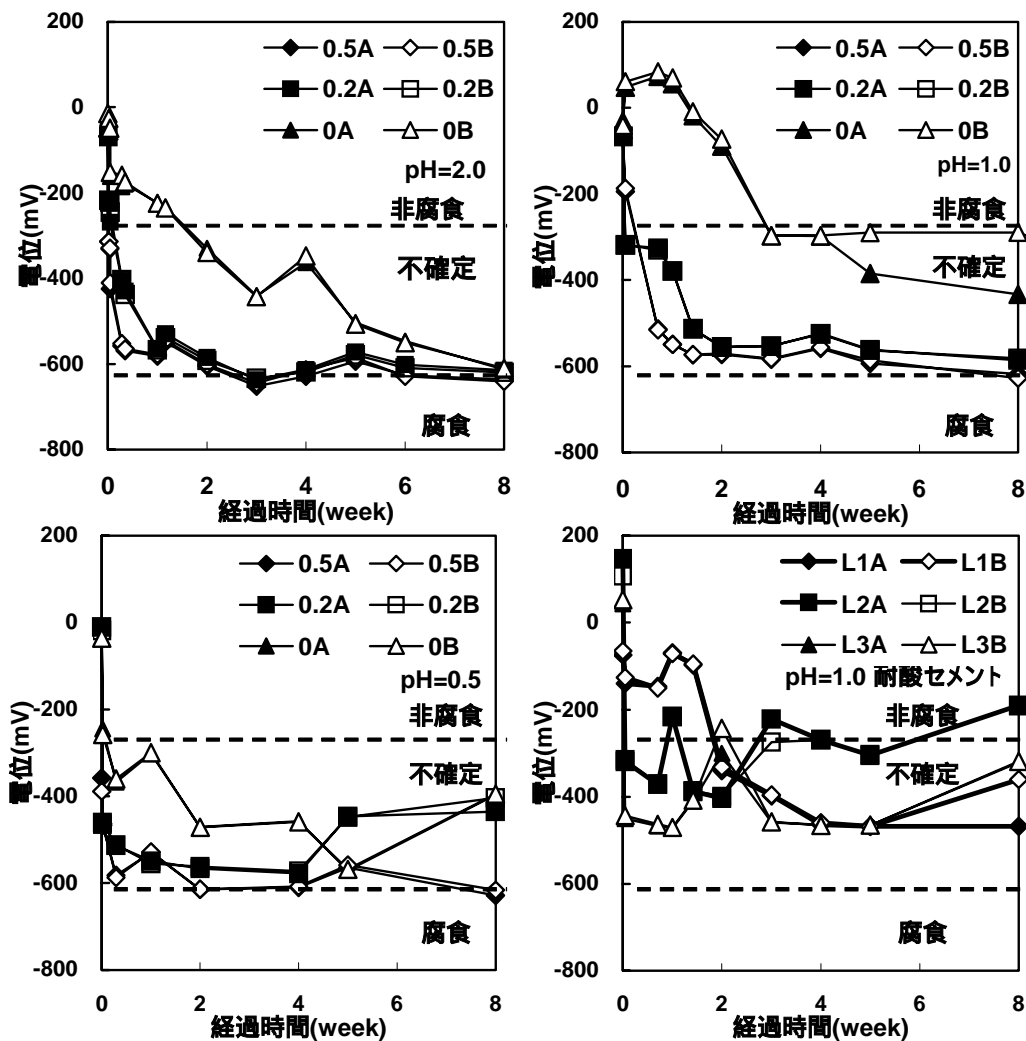 200
0
-200
-400
-600
-800
電位(mV)
0.5A 0.5B
0.2A 0.2B
0A 0B
pH=2.0
非腐食
不確定
腐食
0 2 4 6 8
経過時間(week)
200
0
-200
-400
-600
-800
電位(mV)
0.5A 0.5B
0.2A 0.2B
0A 0B
pH=1.0
非腐食
不確定
腐食
0 2 4 6 8
経過時間(week)
200
0
-200
-400
-600
-800
電位(mV)
0.5A 0.5B
0.2A 0.2B
0A 0B
pH=0.5
非腐食
不確定
腐食
0 2 4 6 8
経過時間(week)
200
0
-200
-400
-600
-800
電位(mV)
L1A L1B
L2A L2B
L3A L3B
pH=1.0 耐酸セメント
非腐食
不確定
腐食
0 2 4 6 8
経過時間(week)